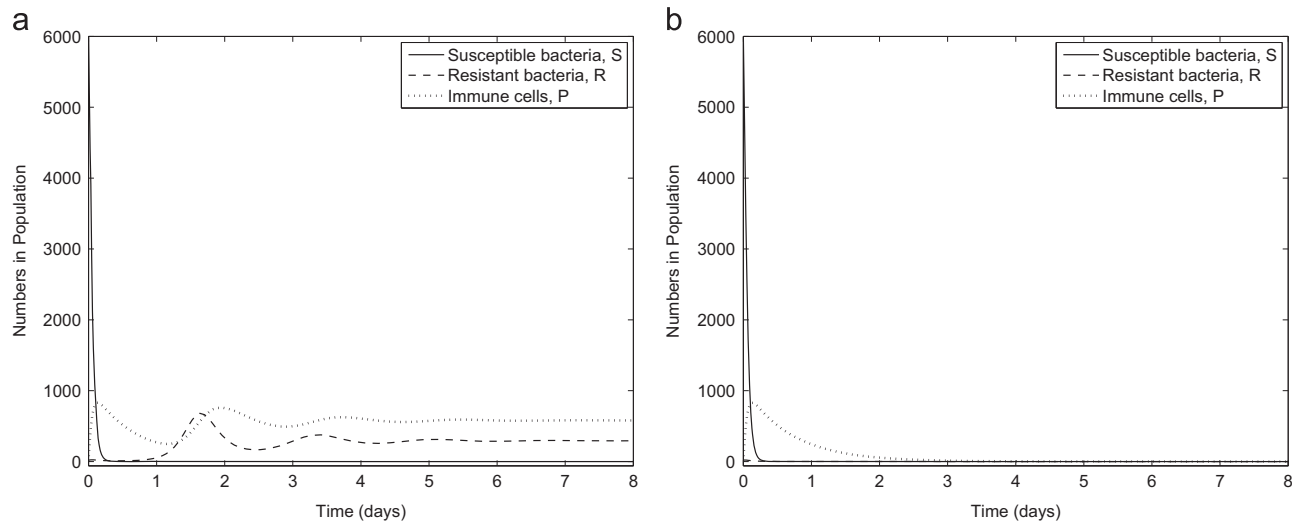 a
6000
5000
4000
3000
2000
1000
0
Numbers in Population
Susceptible bacteria, S
Resistant bacteria, R
Immune cells, P
0 1 2 3 4 5 6 7 8
Time (days)
b
6000
5000
4000
3000
2000
1000
0
Numbers in Population
Susceptible bacteria, S
Resistant bacteria, R
Immune cells, P
0 1 2 3 4 5 6 7 8
Time (days)